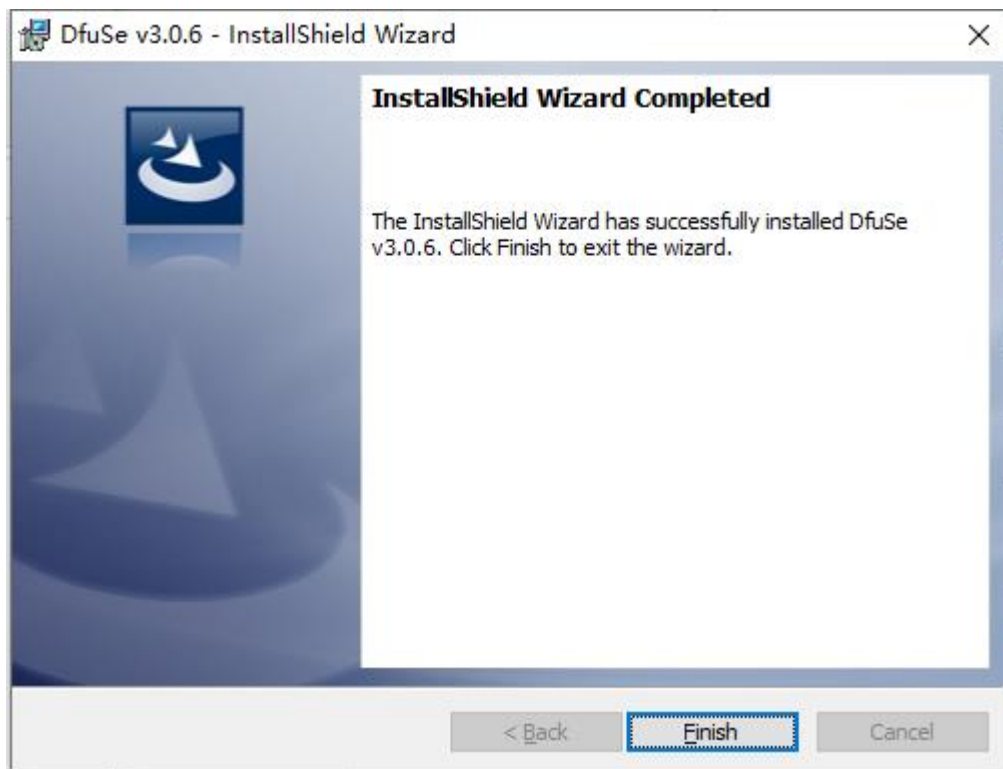 DfuSe v3.0.6 - InstallShield Wizard
InstallShield Wizard Completed
The InstallShield Wizard has successfully installed DfuSe
v3.0.6. Click Finish to exit the wizard.
< Back Finish Cancel